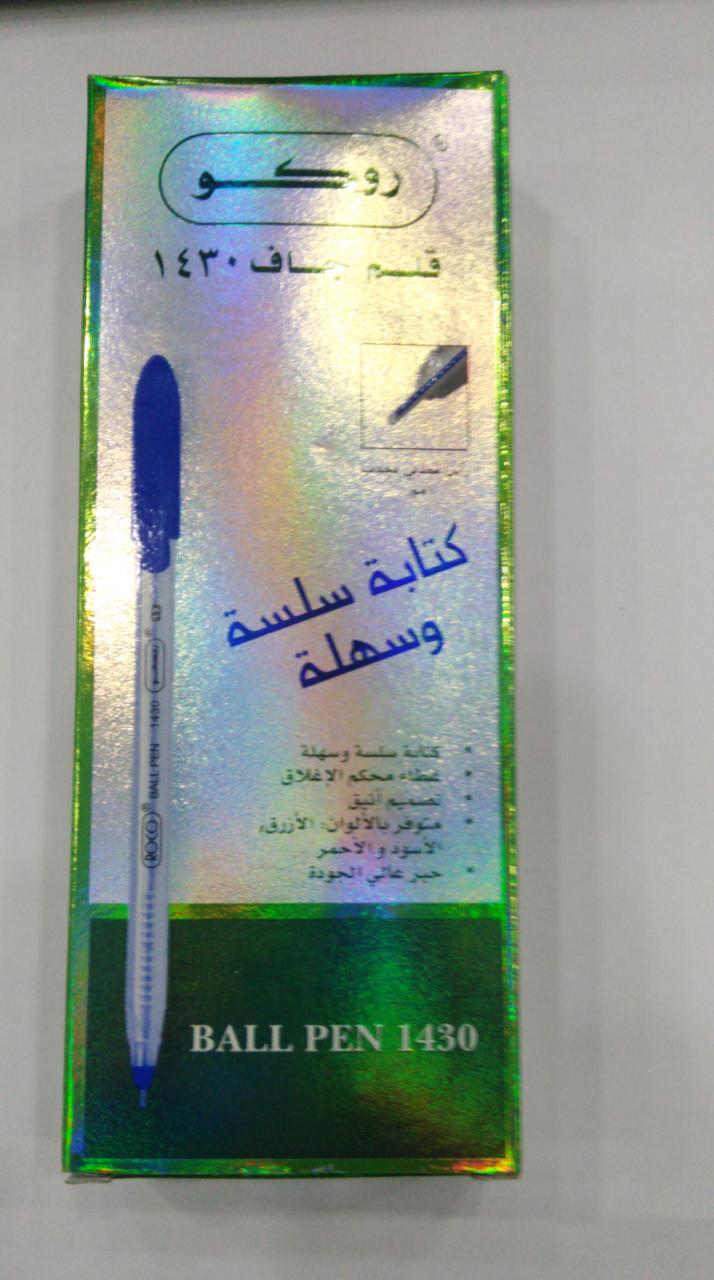 روكو
قلم جاف ١٤٣٠
كتابة سلسة
وسهلة
• كتابة سلسة وسهلة
• غطاء محكم الإغلاق
• تصميم أنيق
• متوفر بالألوان: الأزرق،
الأسود والأحمر
• حبر عالي الجودة
ROCO® BALL PEN 1430 روكو®
BALL PEN 1430